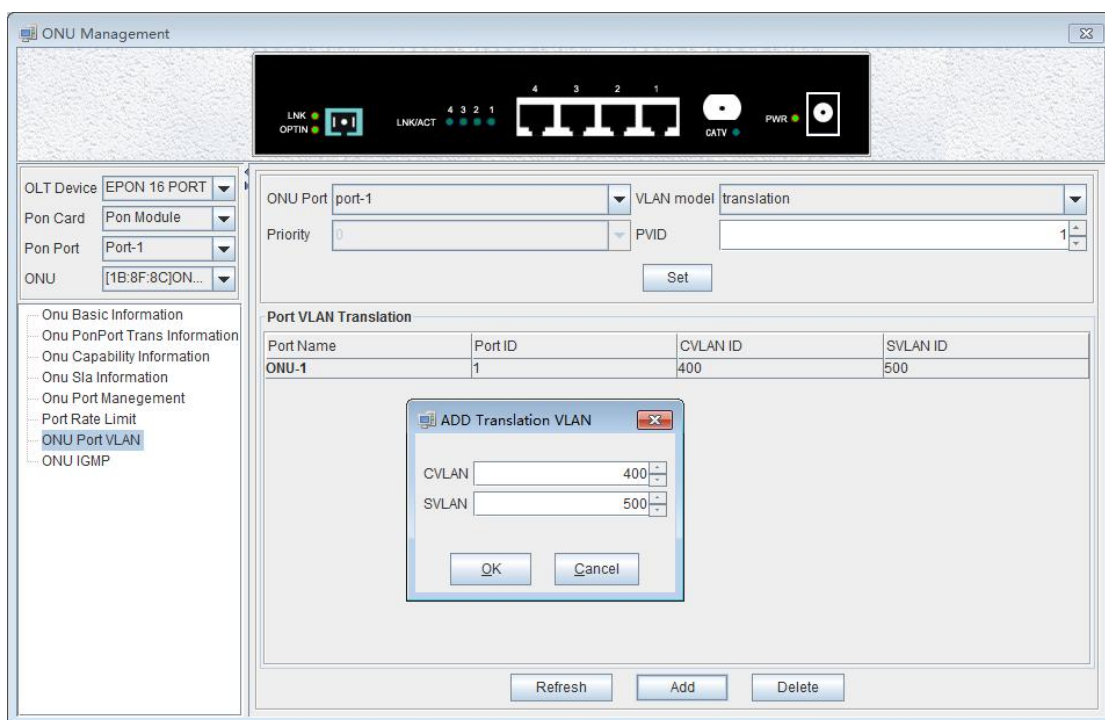 ONU Management
4 3 2 1
LNK
OPTIN
LNK/ACT
4 3 2 1
CATV
PWR
OLT Device EPON 16 PORT
Pon Card Pon Module
Pon Port Port-1
ONU [1B:8F:8C]ON...
Onu Basic Information
Onu PonPort Trans Information
Onu Capability Information
Onu Sla Information
Onu Port Manegement
Port Rate Limit
ONU Port VLAN
ONU IGMP
ONU Port port-1 VLAN model translation
Priority 0 PVID 1
Set
Port VLAN Translation
Port Name Port ID CVLAN ID SVLAN ID
ONU-1 1 400 500
ADD Translation VLAN
CVLAN 400
SVLAN 500
OK Cancel
Refresh Add Delete